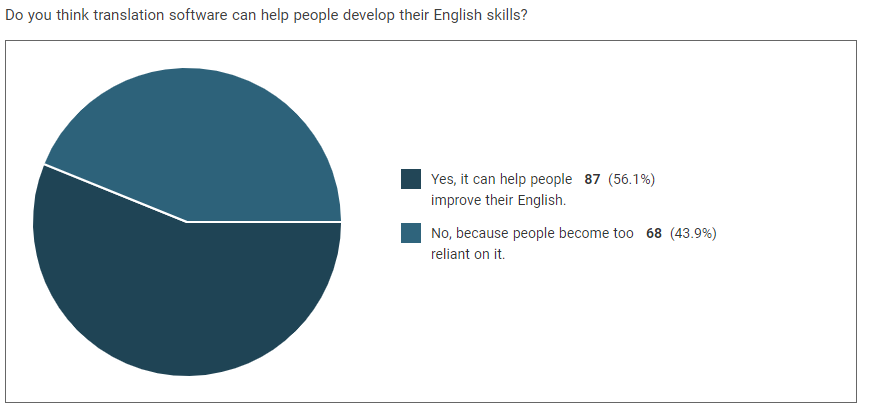 Do you think translation software can help people develop their English skills?
Yes, it can help people 87 (56.1%)
improve their English.
No, because people become too 68 (43.9%)
reliant on it.